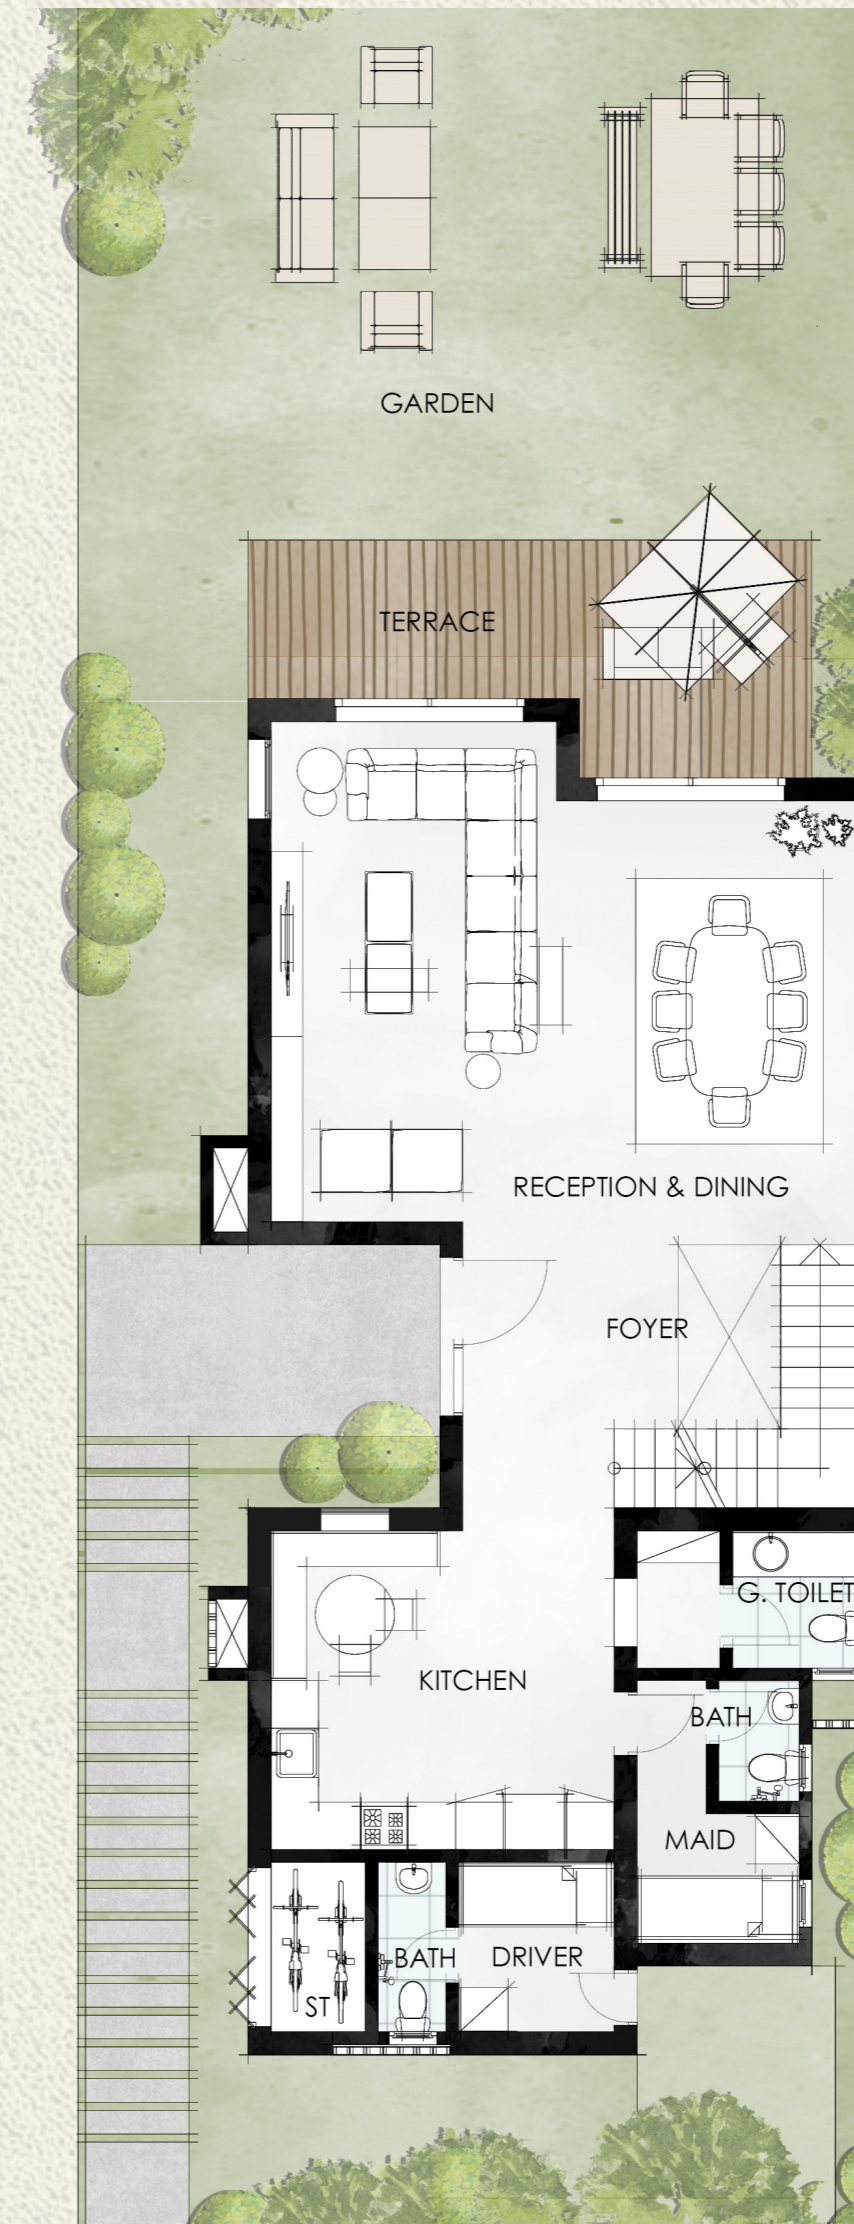 GARDEN
TERRACE
RECEPTION & DINING
FOYER
G. TOILET
KITCHEN
BATH
MAID
BATH
DRIVER
ST